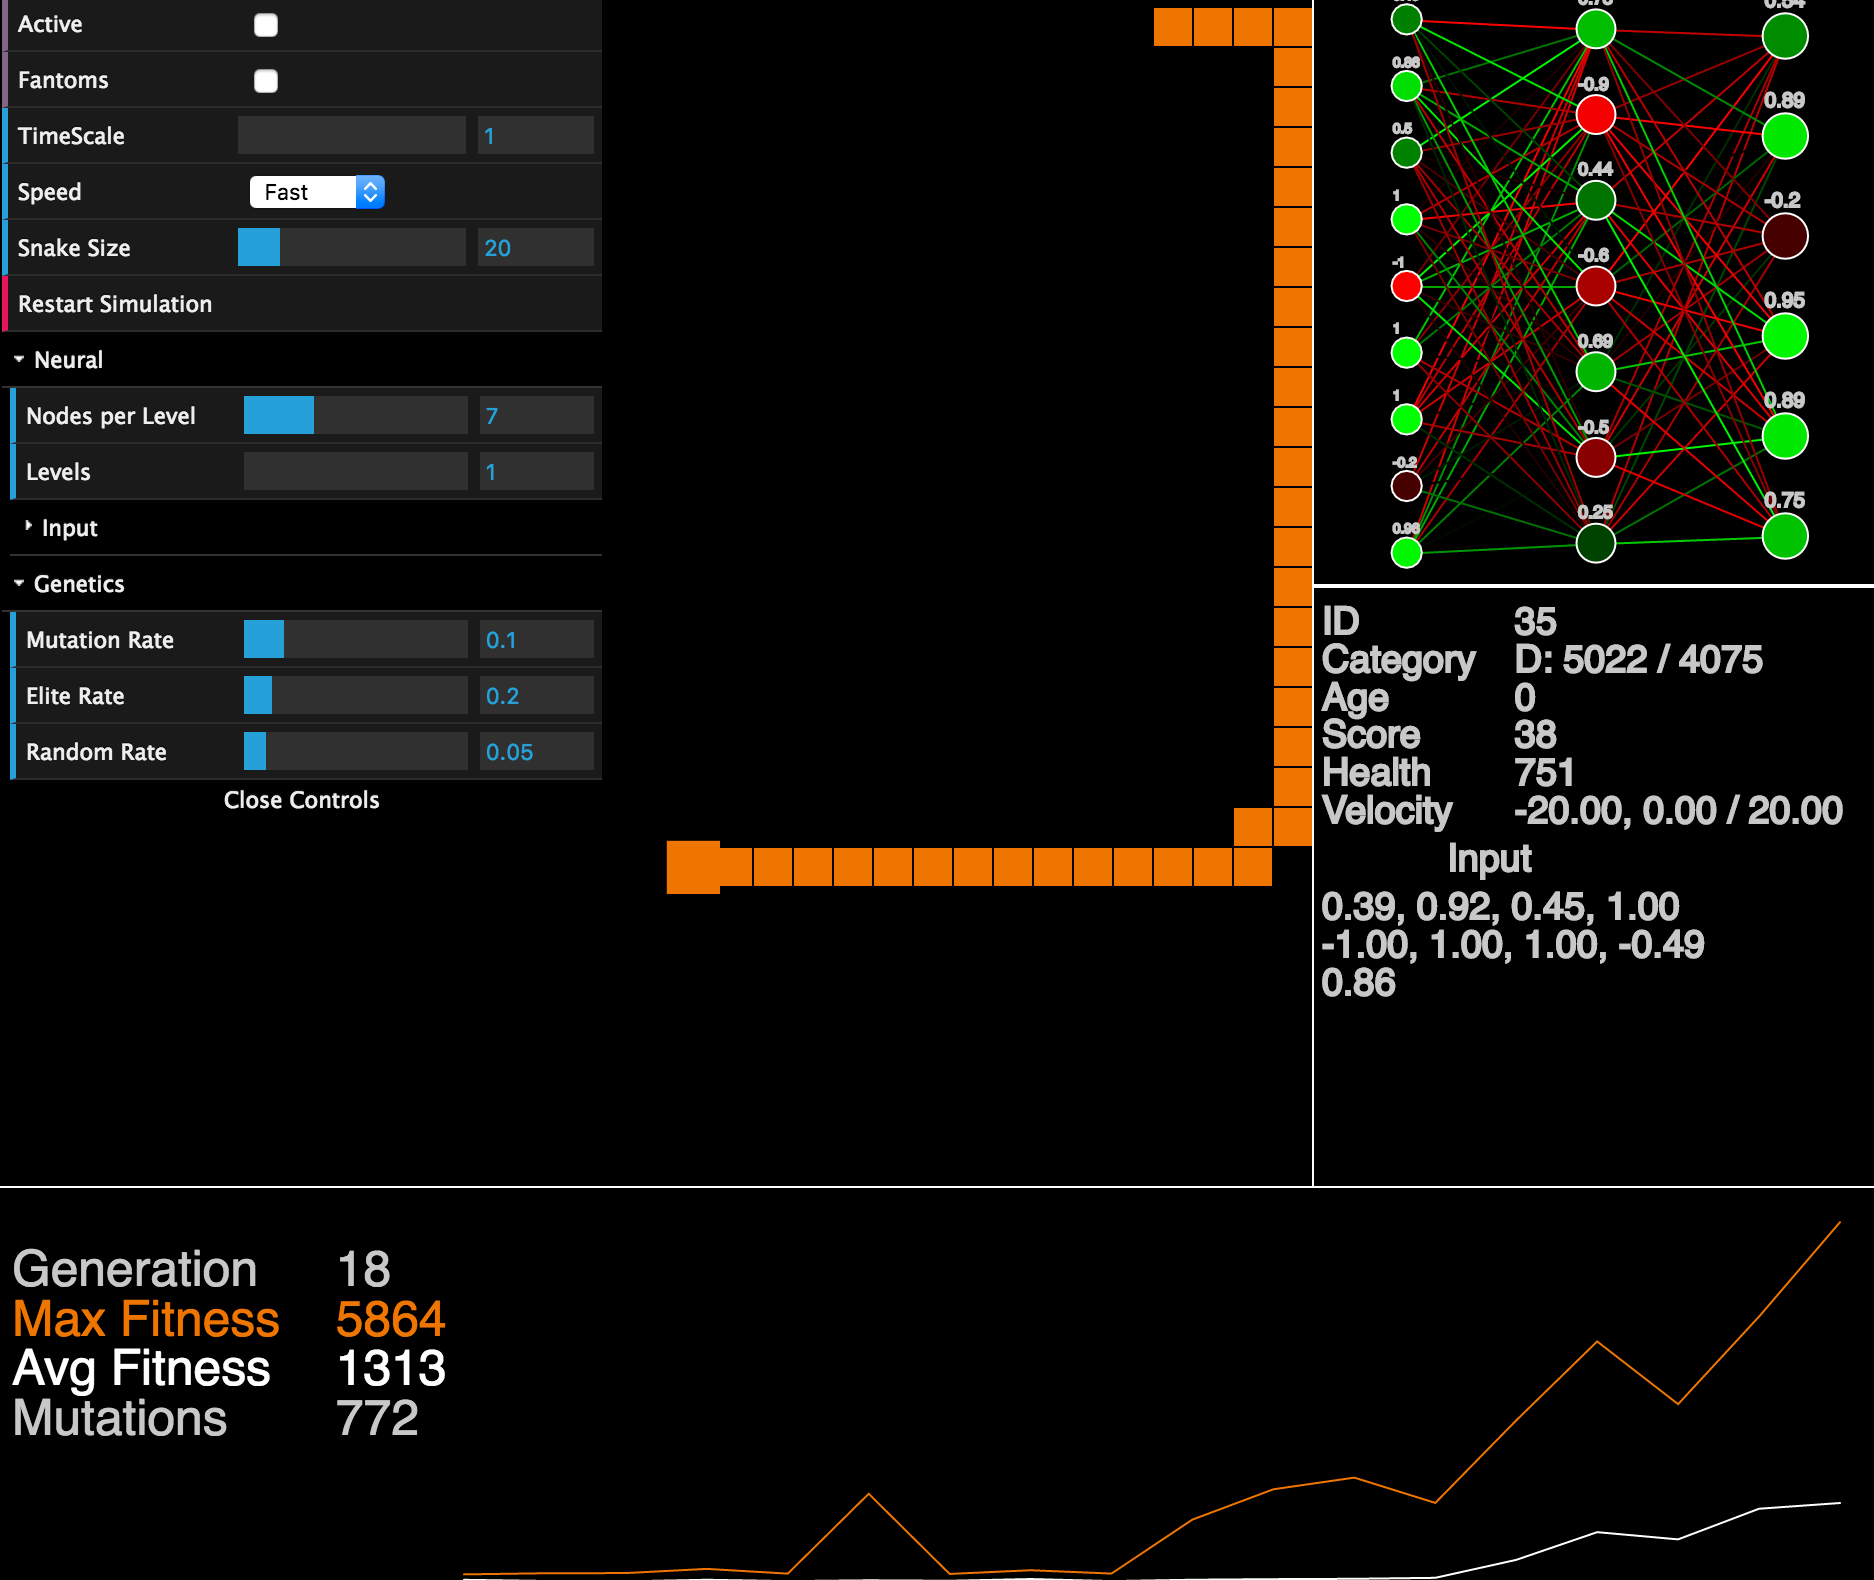 Active
Fantoms
TimeScale 1
Speed Fast
Snake Size 20
Restart Simulation
Neural
Nodes per Level 7
Levels 1
Input
Genetics
Mutation Rate 0.1
Elite Rate 0.2
Random Rate 0.05
Close Controls
0.86
0.5
1
-1
1
1
-0.2
0.96
-0.9
0.44
-0.6
0.69
-0.5
0.25
0.89
-0.2
0.95
0.89
0.75
ID 35
Category D: 5022 / 4075
Age 0
Score 38
Health 751
Velocity -20.00, 0.00 / 20.00
Input
0.39, 0.92, 0.45, 1.00
-1.00, 1.00, 1.00, -0.49
0.86
Generation 18
Max Fitness 5864
Avg Fitness 1313
Mutations 772